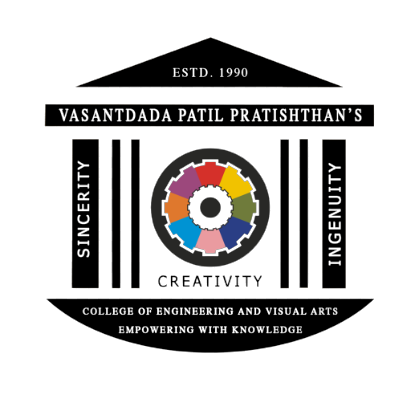 ESTD. 1990
VASANTDADA PATIL PRATISHTHAN'S
SINCERITY
INGENUITY
CREATIVITY
COLLEGE OF ENGINEERING AND VISUAL ARTS
EMPOWERING WITH KNOWLEDGE